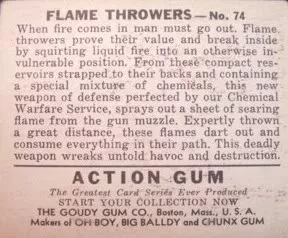 FLAME THROWERS—No. 74
When fire comes in man must go out. Flame
throwers prove their value and break inside
by squirting liquid fire into an otherwise in-
vulnerable position. From these compact res-
ervoirs strapped to their backs and containing
a special mixture of chemicals, this new
weapon of defense perfected by our Chemical
Warfare Service, sprays out a sheet of searing
flame from the gun muzzle. Expertly thrown
a great distance, these flames dart out and
consume everything in their path. This deadly
weapon wreaks untold havoc and destruction.
ACTION GUM
The Greatest Card Series Ever Produced
START YOUR COLLECTION NOW
THE GOUDY GUM CO., Boston, Mass., U. S. A.
Makers of OH BOY, BIG BALLDY and CHUNX GUM